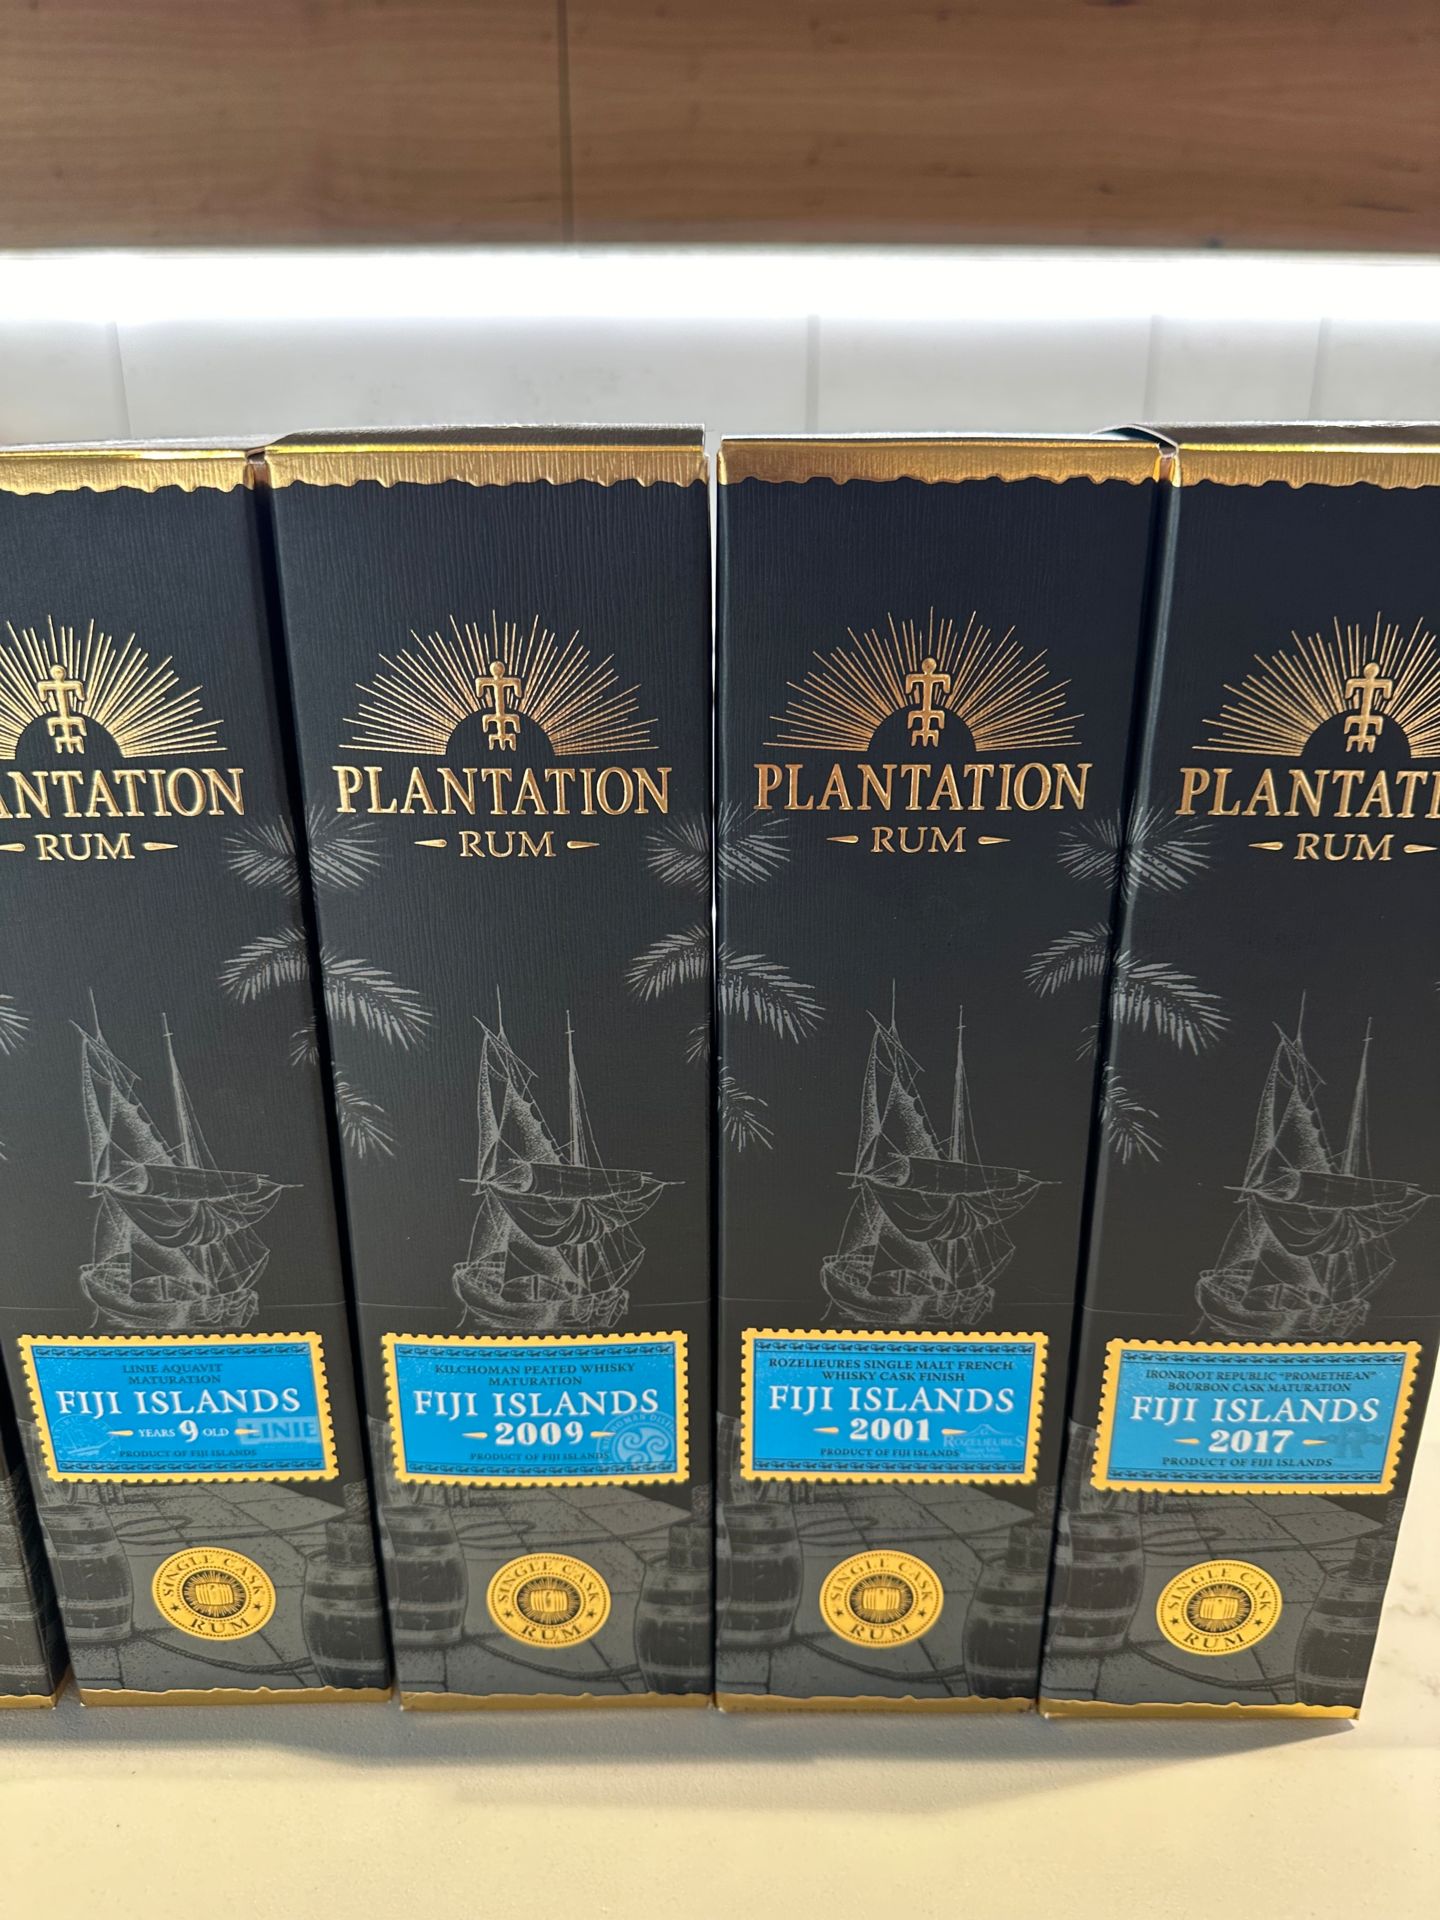 ANTATION
RUM
LINIE AQUAVIT
MATURATION
FIJI ISLANDS
YEARS 9 OLD
LINIE
PRODUCT OF FIJI ISLANDS
SINGLE CASK
RUM
PLANTATION
RUM
KILCHOMAN PEATED WHISKY
MATURATION
FIJI ISLANDS
2009
PRODUCT OF FIJI ISLANDS
SINGLE CASK
RUM
PLANTATION
RUM
ROZELIEURES SINGLE MALT FRENCH
WHISKY CASK FINISH
FIJI ISLANDS
2001
ROZELIEURES
PRODUCT OF FIJI ISLANDS
SINGLE CASK
RUM
PLANTATI
RUM
IRONROOT REPUBLIC "PROMETHEAN"
BOURBON CASK MATURATION
FIJI ISLANDS
2017
PRODUCT OF FIJI ISLANDS
SINGLE CASK
RUM